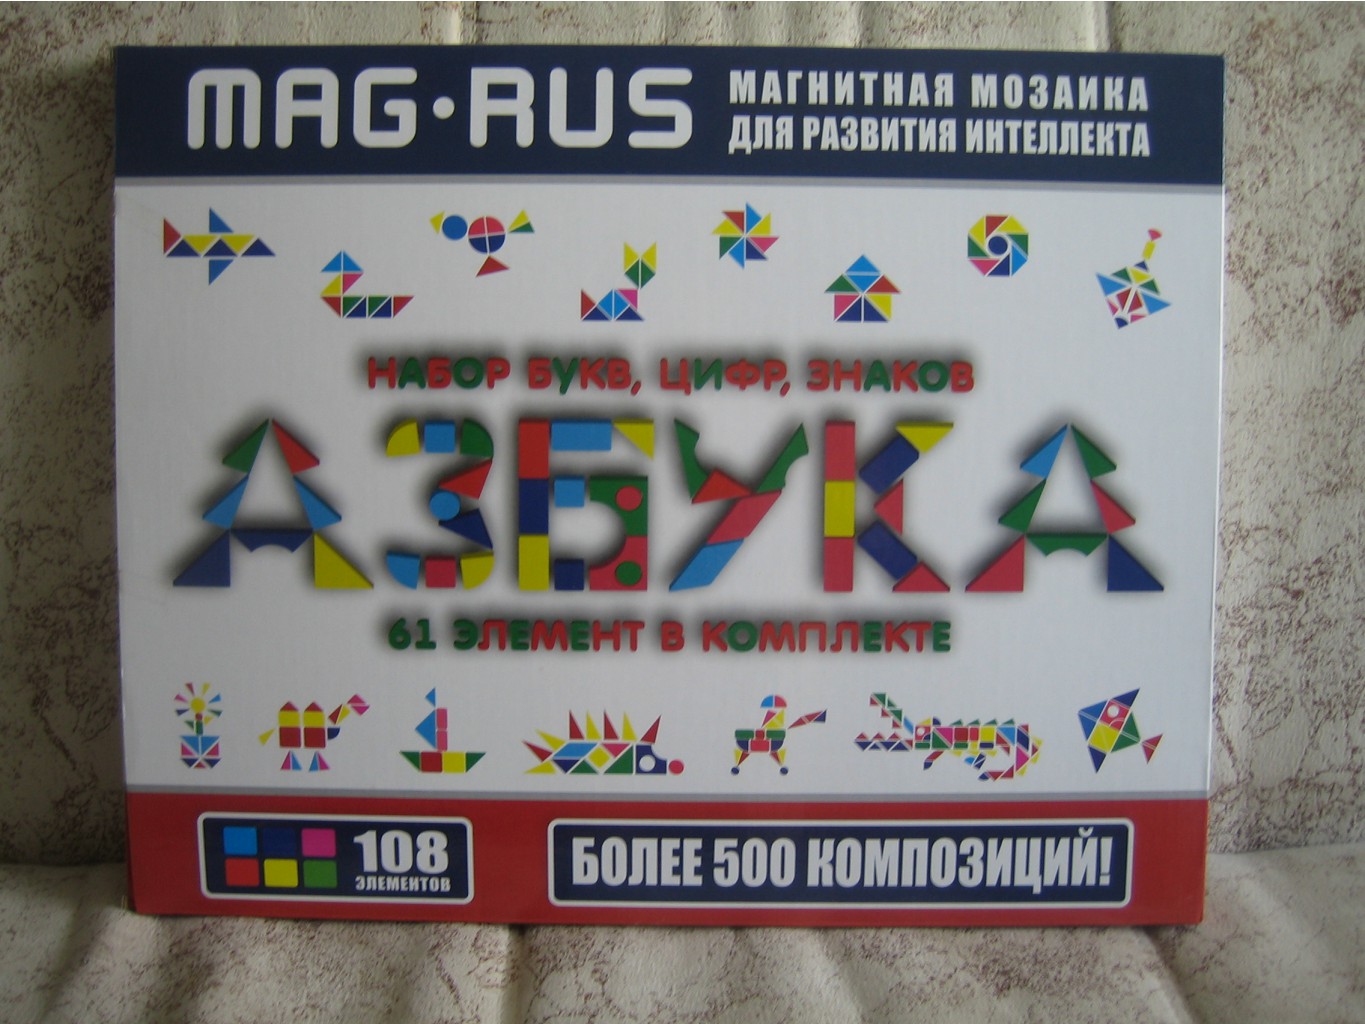 MAG·RUS
МАГНИТНАЯ МОЗАИКА
ДЛЯ РАЗВИТИЯ ИНТЕЛЛЕКТА
НАБОР БУКВ, ЦИФР, ЗНАКОВ
АЗБУКА
61 ЭЛЕМЕНТ В КОМПЛЕКТЕ
108
ЭЛЕМЕНТОВ
БОЛЕЕ 500 КОМПОЗИЦИЙ!